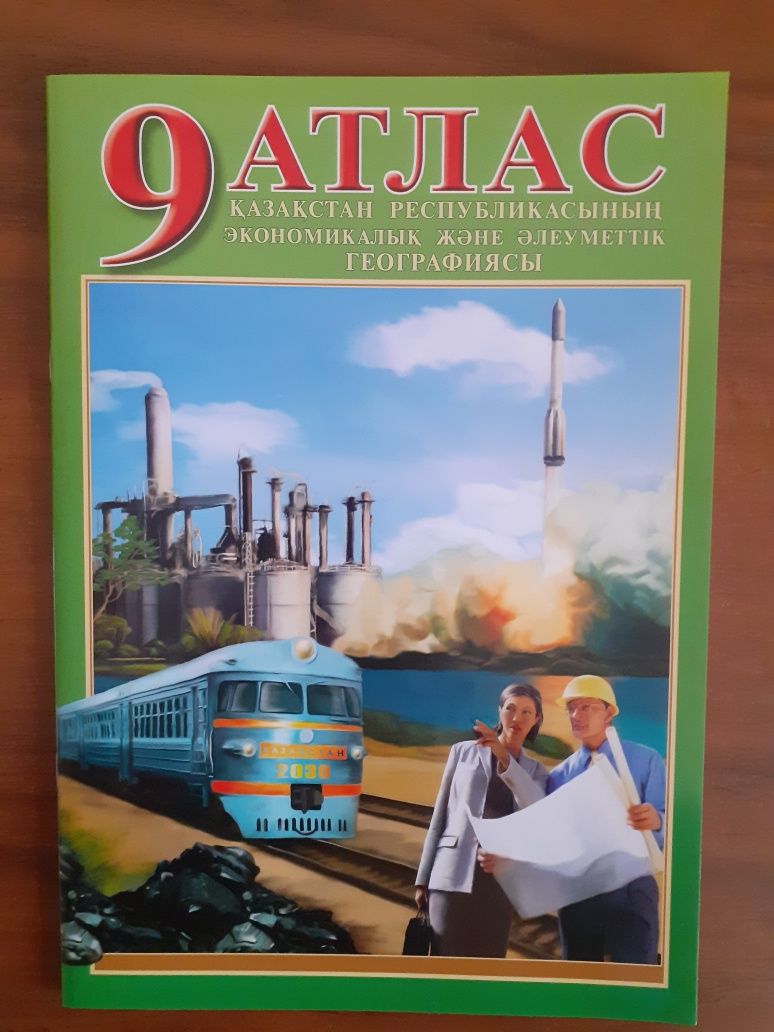 9 АТЛАС
ҚАЗАҚСТАН РЕСПУБЛИКАСЫНЫҢ
ЭКОНОМИКАЛЫҚ ЖӘНЕ ӘЛЕУМЕТТІК
ГЕОГРАФИЯСЫ
ҚАЗАҚСТАН
2030